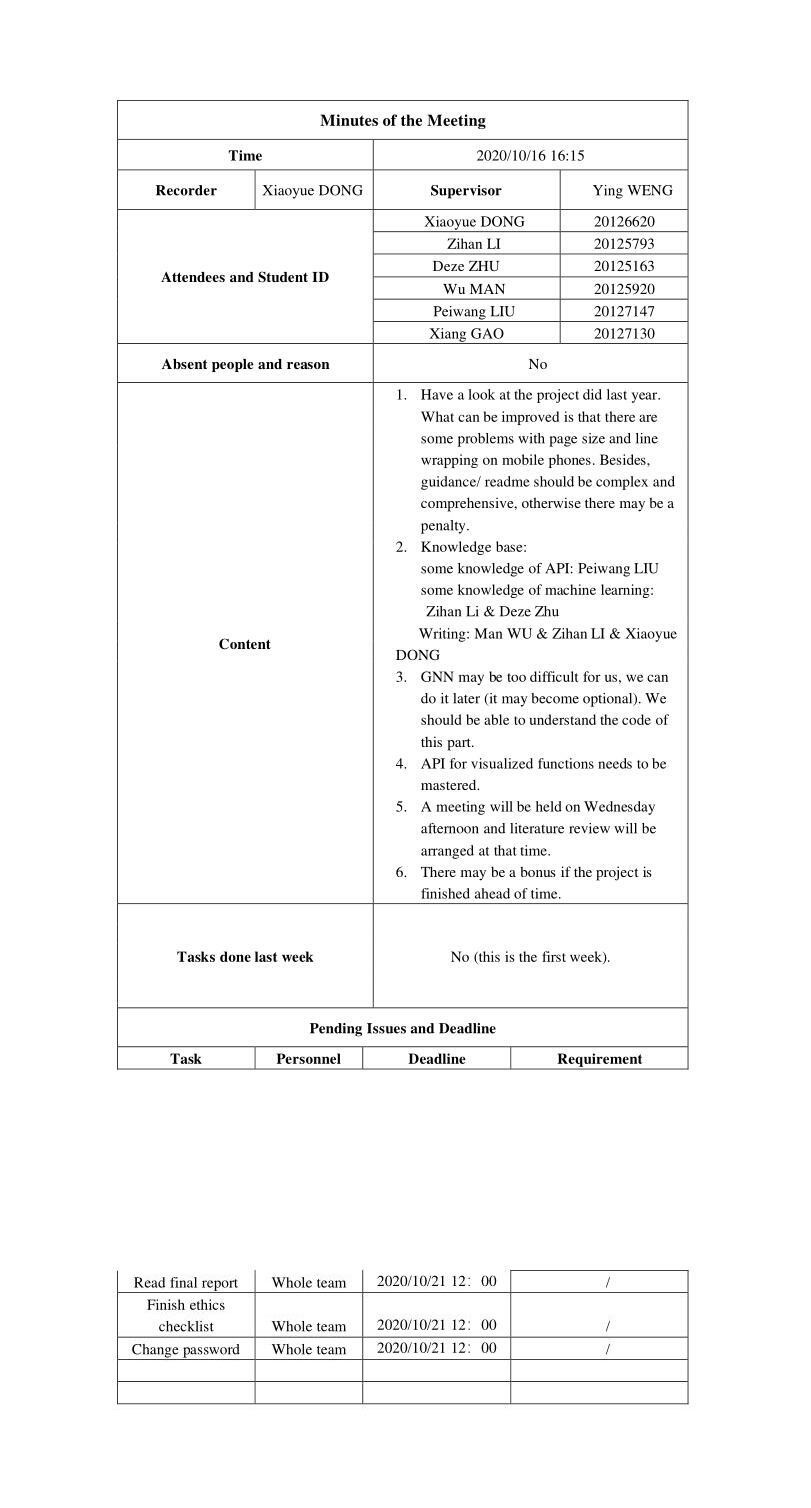 Minutes of the Meeting
Time 2020/10/16 16:15
Recorder Xiaoyue DONG Supervisor Ying WENG
Attendees and Student ID
Xiaoyue DONG 20126620
Zihan LI 20125793
Deze ZHU 20125163
Wu MAN 20125920
Peiwang LIU 20127147
Xiang GAO 20127130
Absent people and reason No
Content
1. Have a look at the project did last year.
What can be improved is that there are
some problems with page size and line
wrapping on mobile phones. Besides,
guidance/ readme should be complex and
comprehensive, otherwise there may be a
penalty.
2. Knowledge base:
some knowledge of API: Peiwang LIU
some knowledge of machine learning:
Zihan Li & Deze Zhu
Writing: Man WU & Zihan LI & Xiaoyue
DONG
3. GNN may be too difficult for us, we can
do it later (it may become optional). We
should be able to understand the code of
this part.
4. API for visualized functions needs to be
mastered.
5. A meeting will be held on Wednesday
afternoon and literature review will be
arranged at that time.
6. There may be a bonus if the project is
finished ahead of time.
Tasks done last week No (this is the first week).
Pending Issues and Deadline
Task Personnel Deadline Requirement
Read final report Whole team 2020/10/21 12： 00 /
Finish ethics
checklist Whole team 2020/10/21 12： 00 /
Change password Whole team 2020/10/21 12： 00 /